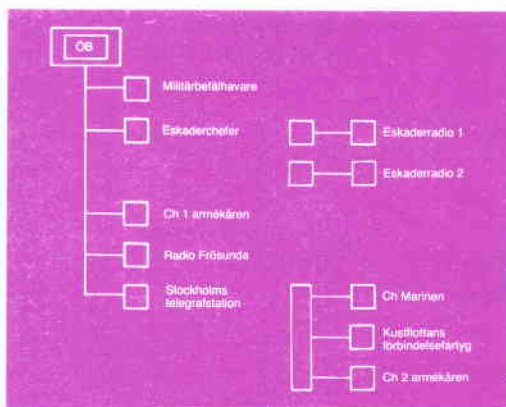 ÖB
Militärbefälhavare
Eskaderchefer
Eskaderradio 1
Eskaderradio 2
Ch 1 armékåren
Radio Frösunda
Stockholms
telegrafstation
Ch Marinen
Kustflottans
förbindelsefartyg
Ch 2 armékåren